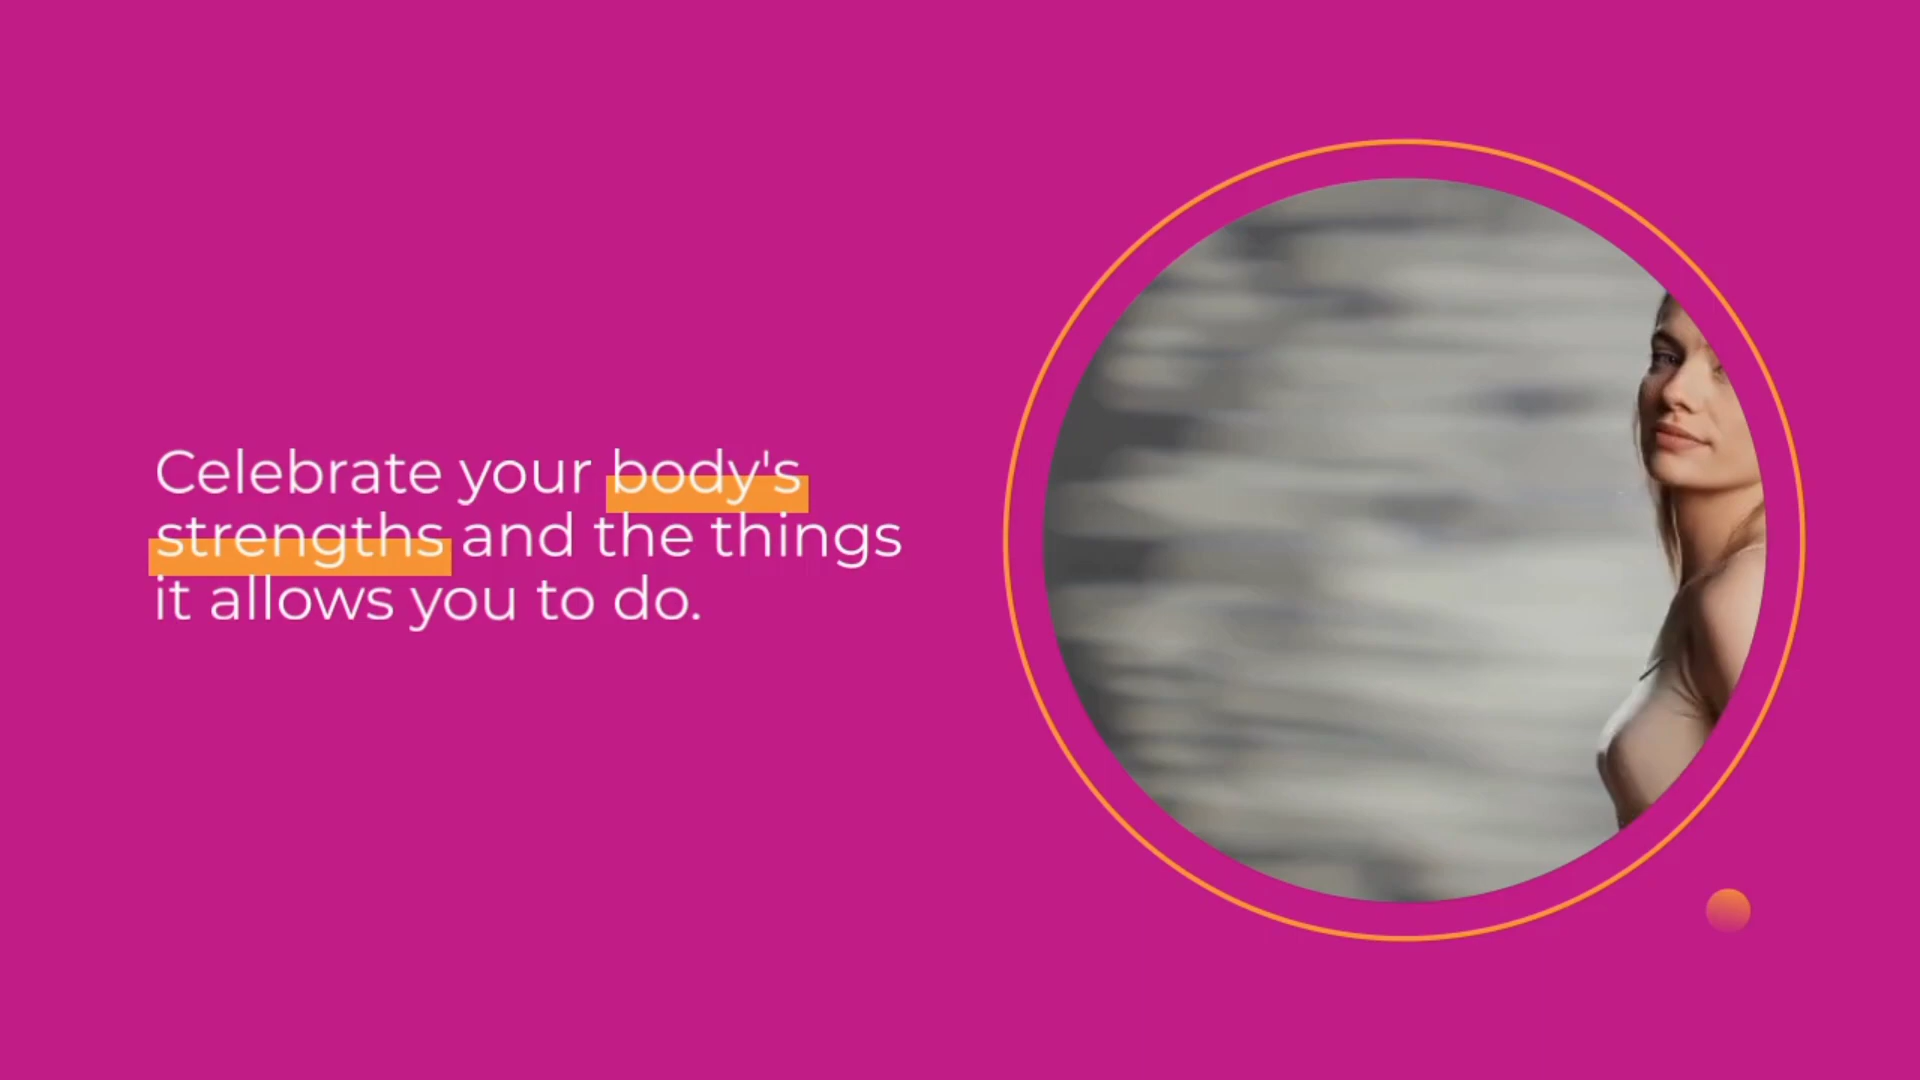 Celebrate your body's
strengths and the things
it allows you to do.